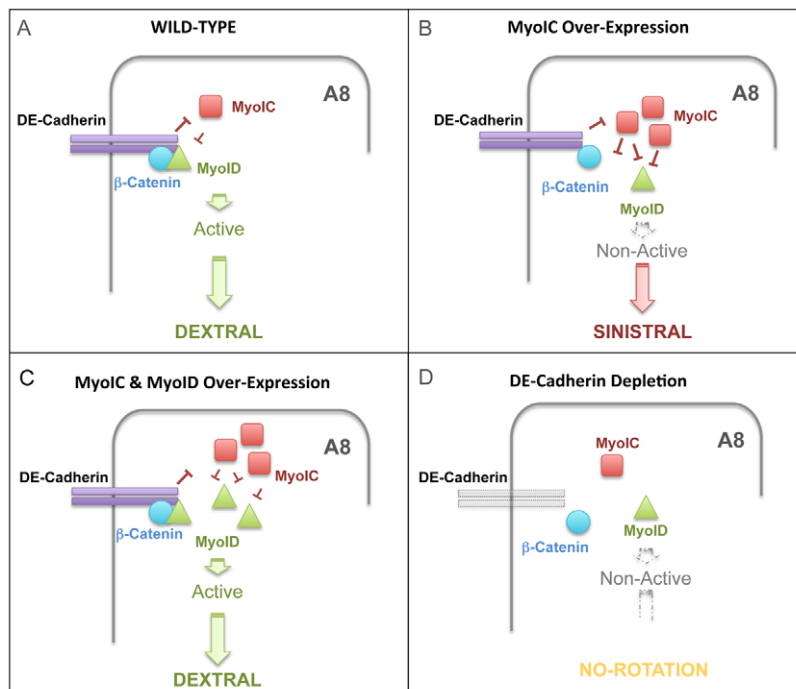 A
WILD-TYPE
A8
MyoIC
DE-Cadherin
MyoID
β-Catenin
Active
DEXTRAL
B
MyoIC Over-Expression
A8
MyoIC
DE-Cadherin
β-Catenin
MyoID
Non-Active
SINISTRAL
C
MyoIC & MyoID Over-Expression
A8
MyoIC
DE-Cadherin
β-Catenin
MyoID
Active
DEXTRAL
D
DE-Cadherin Depletion
MyoIC
A8
DE-Cadherin
MyoID
β-Catenin
Non-Active
NO-ROTATION